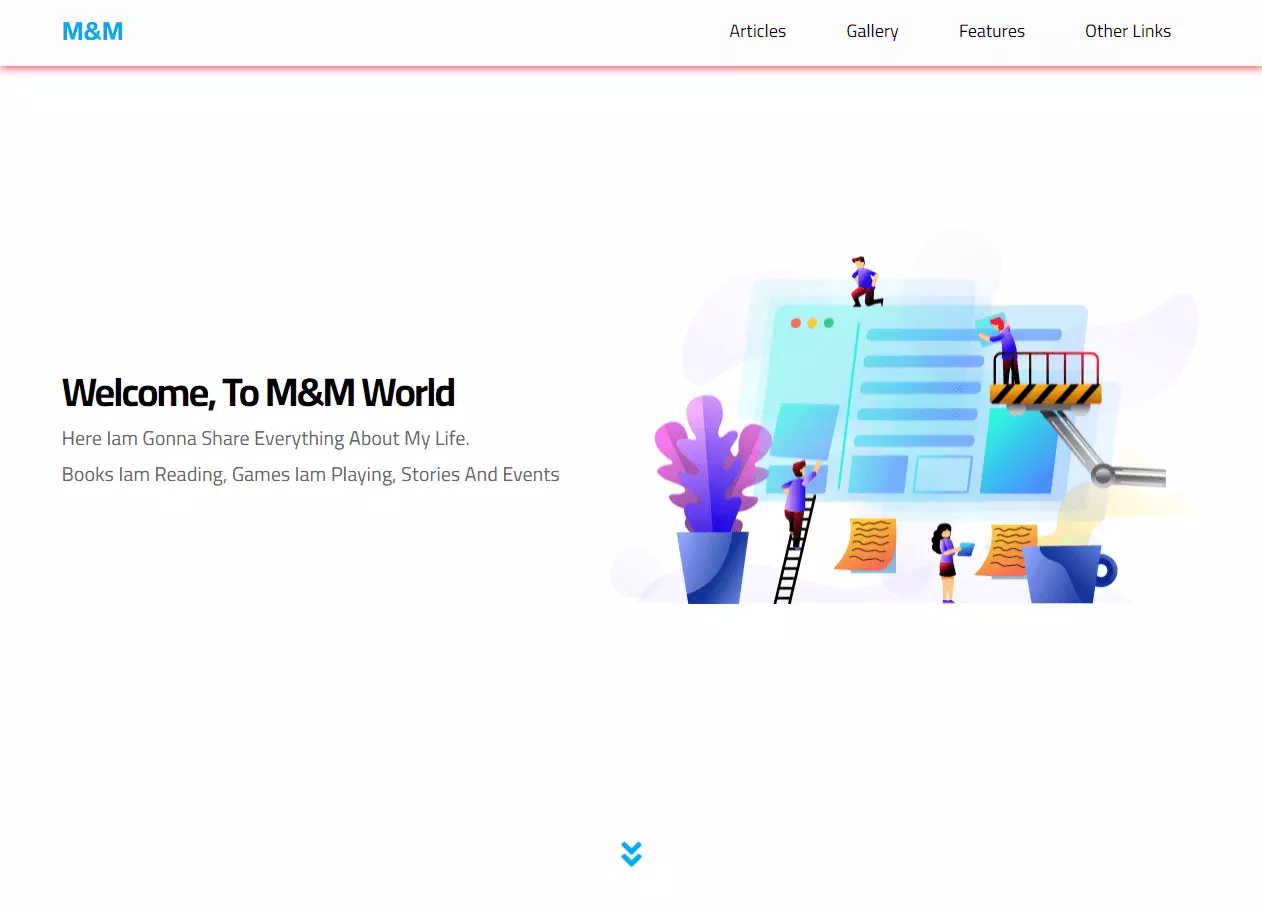 M&M
Articles
Gallery
Features
Other Links
Welcome, To M&M World
Here Iam Gonna Share Everything About My Life.
Books Iam Reading, Games Iam Playing, Stories And Events